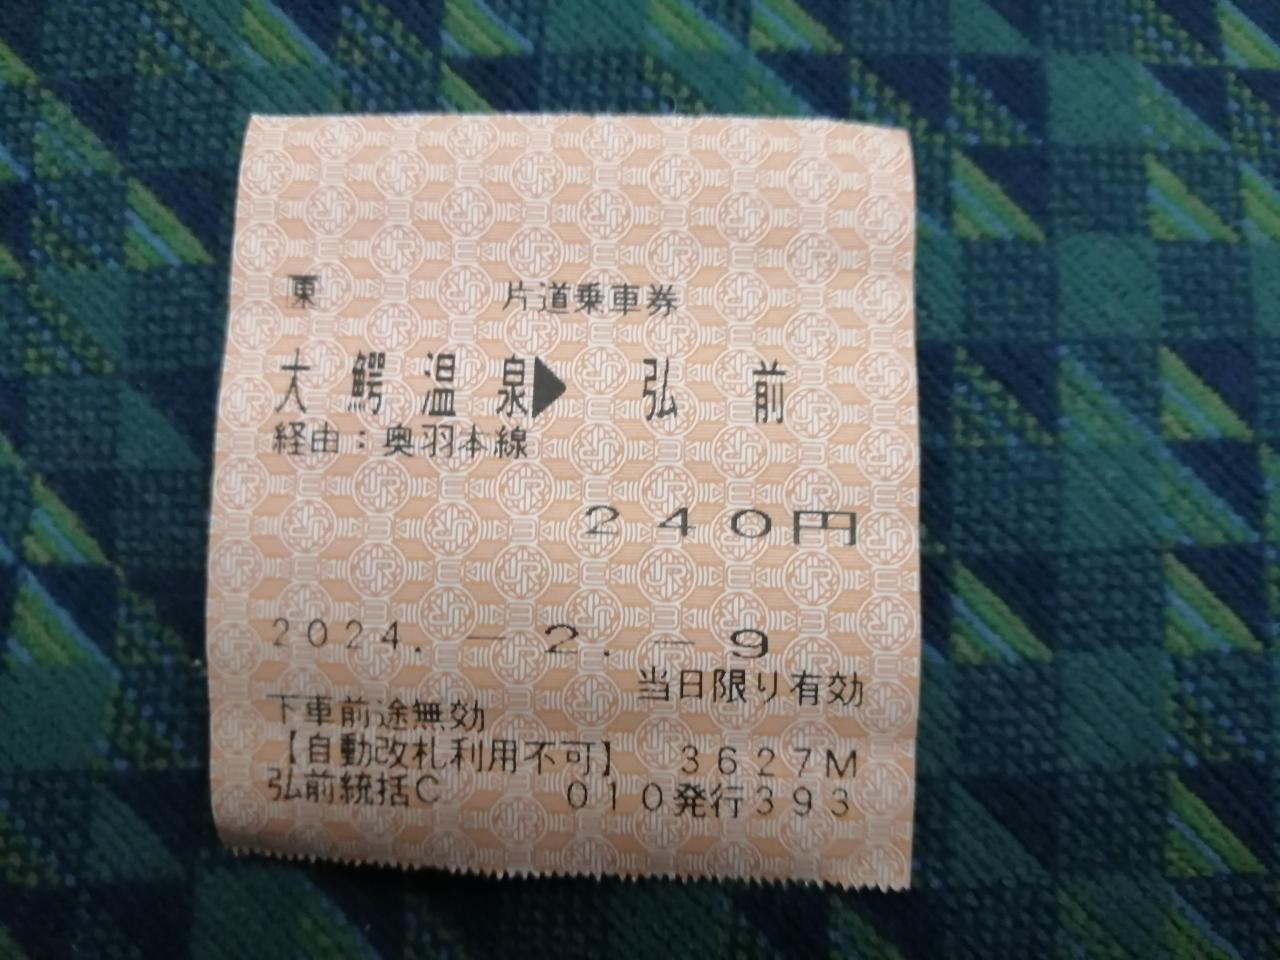 東 片道乗車券
大鰐温泉▶弘前
経由：奥羽本線
240円
2024.-2.-9
当日限り有効
下車前途無効
【自動改札利用不可】 3627M
弘前統括C 010発行393